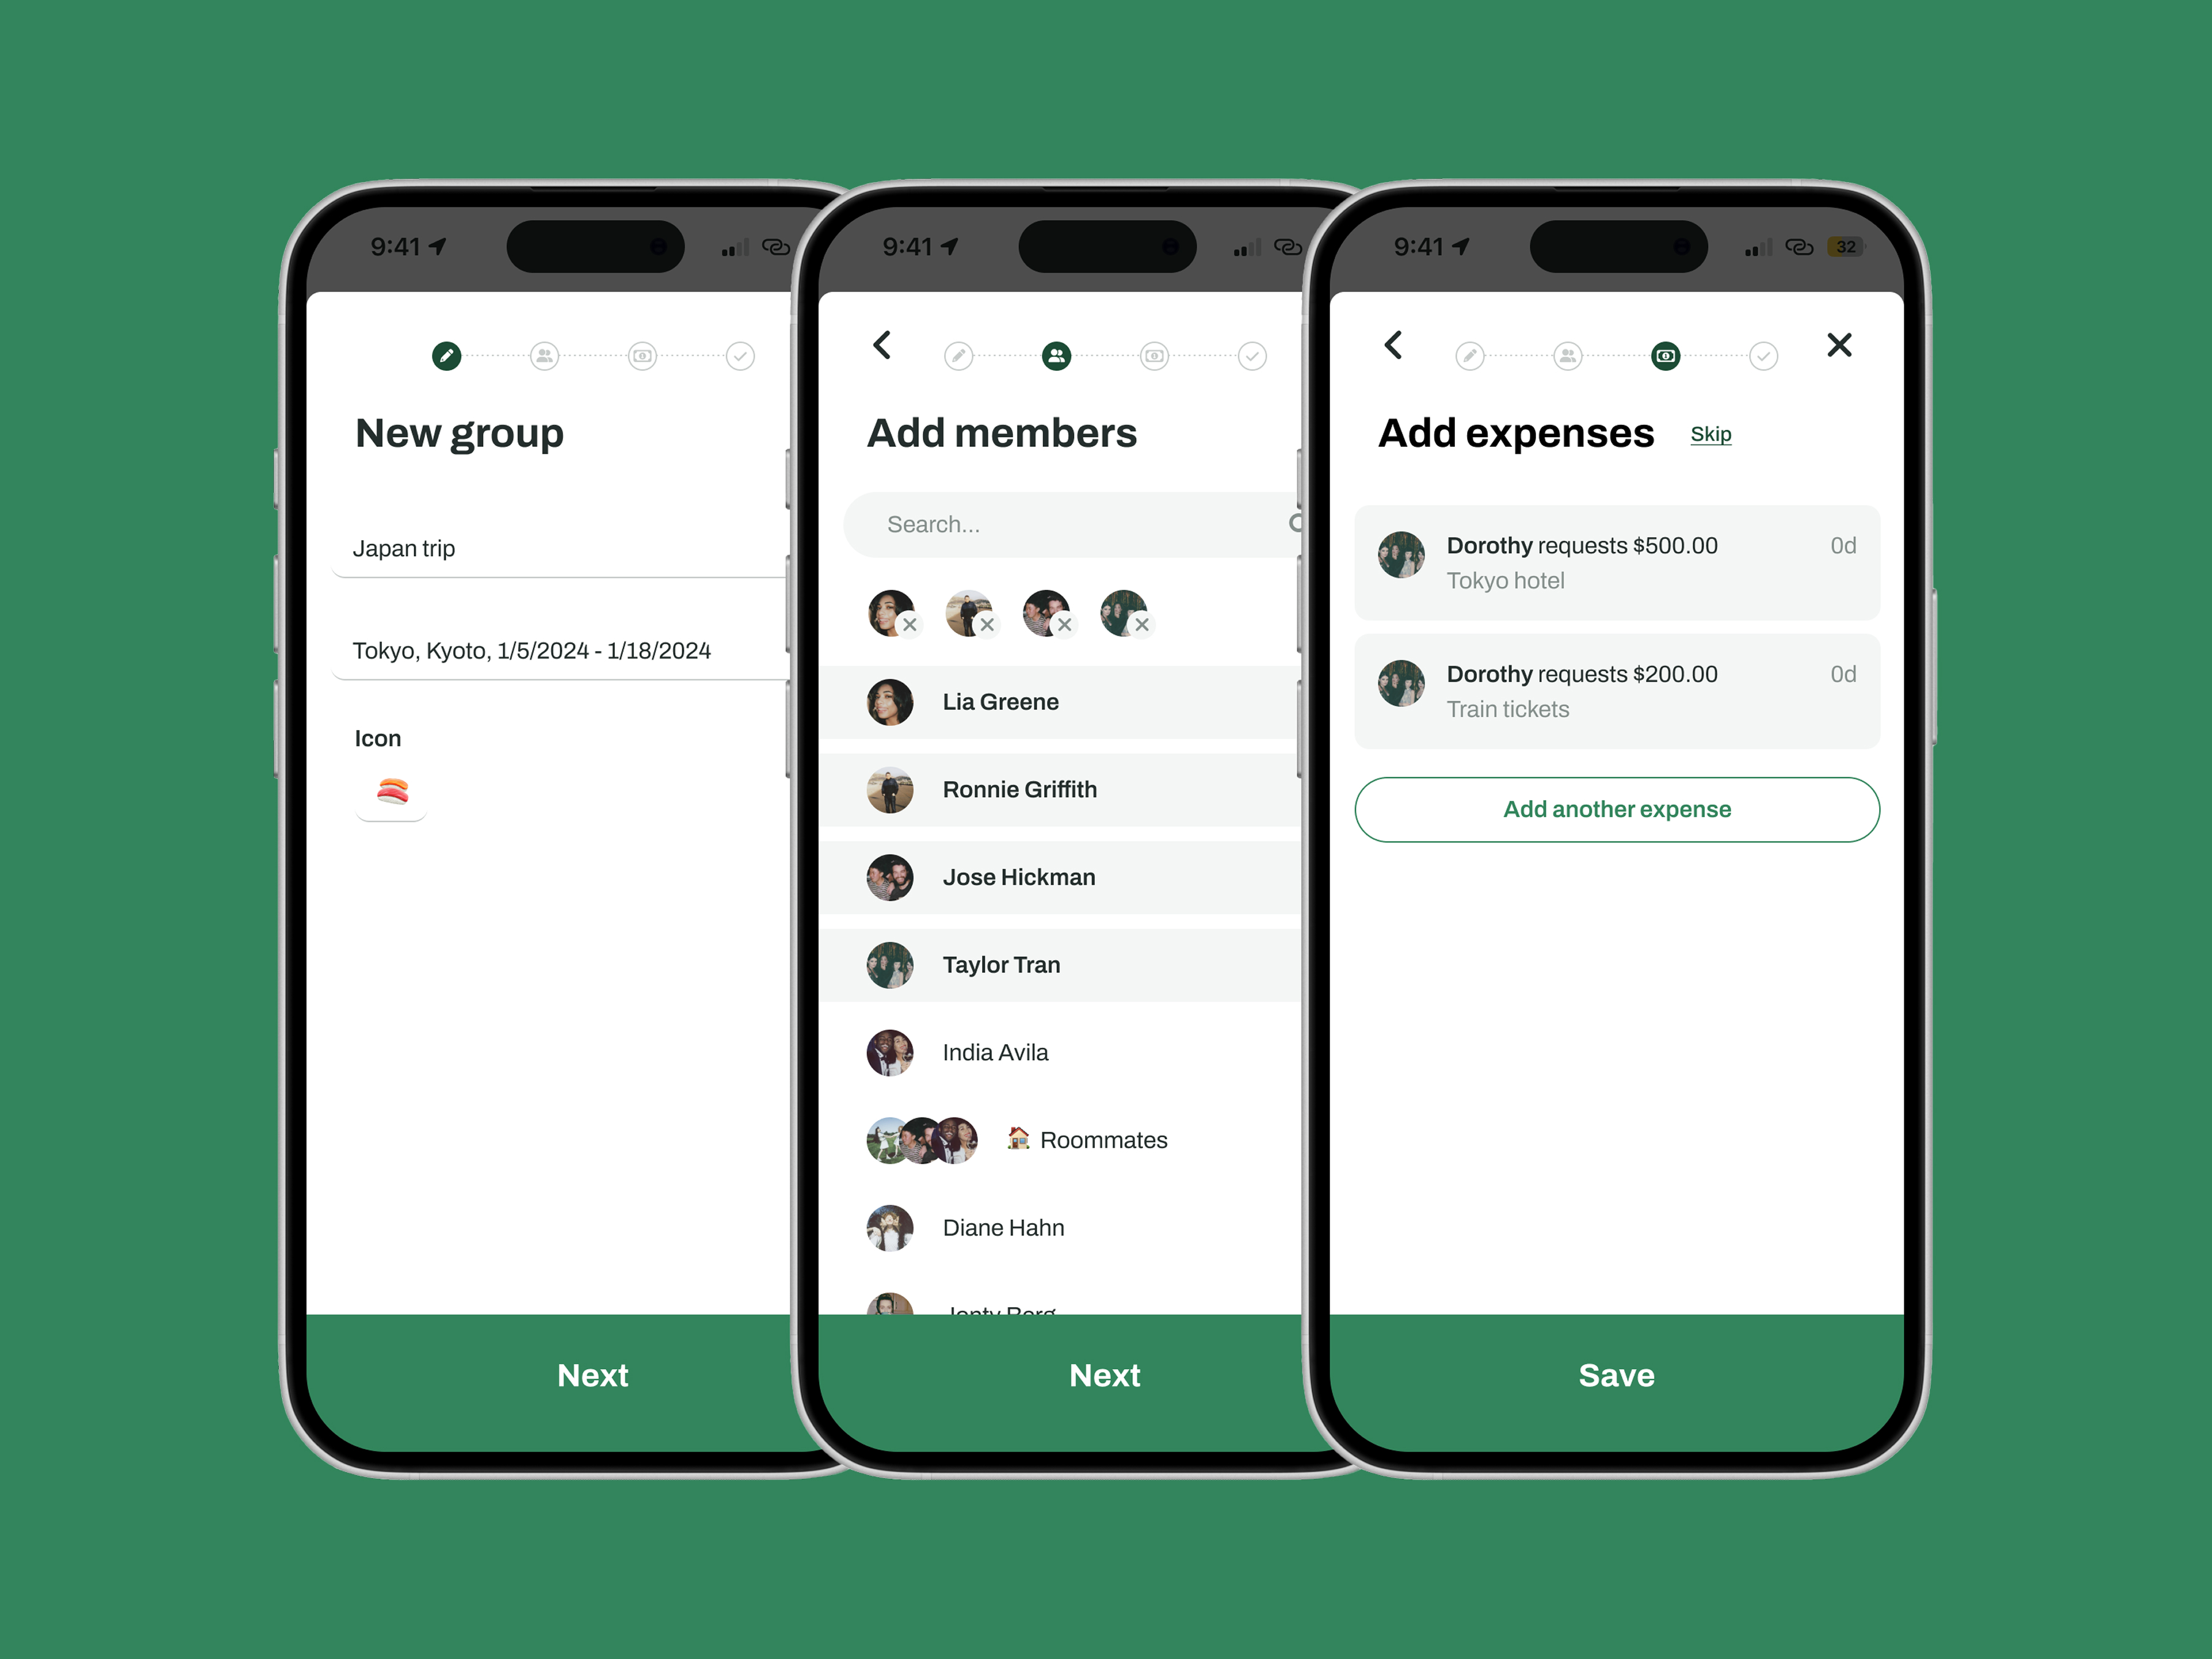 9:41
New group
Japan trip
Tokyo, Kyoto, 1/5/2024 - 1/18/2024
Icon
Next
9:41
Add members
Search...
Lia Greene
Ronnie Griffith
Jose Hickman
Taylor Tran
India Avila
Roommates
Diane Hahn
Next
9:41
32
Add expenses Skip
Dorothy requests $500.00 0d
Tokyo hotel
Dorothy requests $200.00 0d
Train tickets
Add another expense
Save